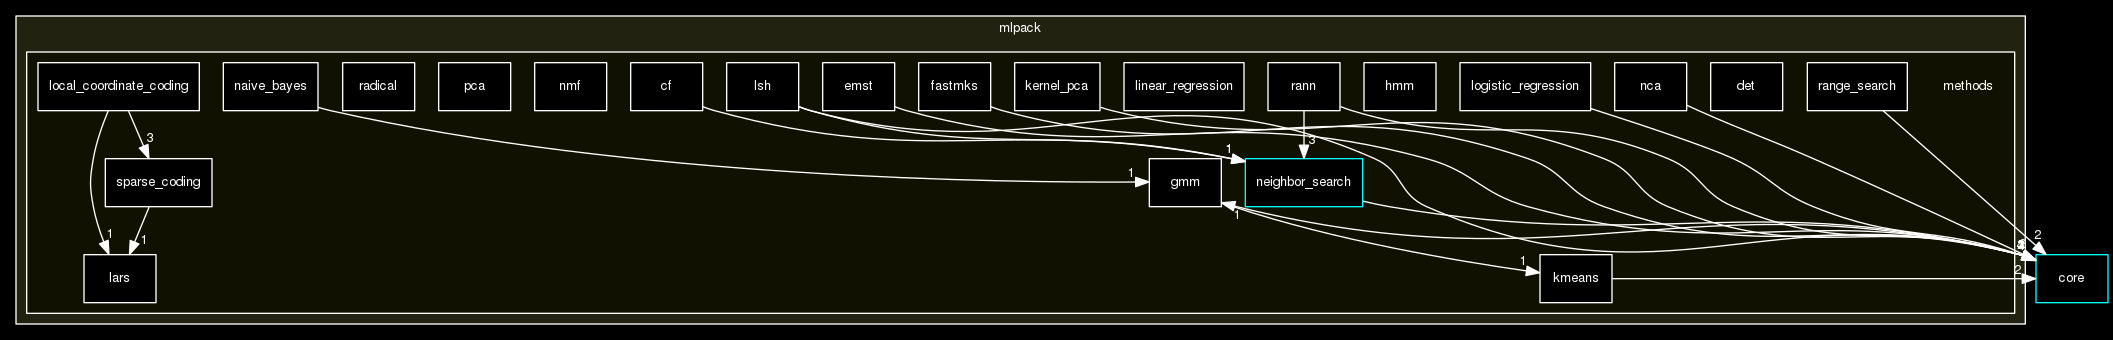 mlpack
local_coordinate_coding
naive_bayes
radical
pca
nmf
cf
lsh
emst
fastmks
kernel_pca
linear_regression
rann
hmm
logistic_regression
nca
det
range_search
methods
3
1
3
1
sparse_coding
gmm
neighbor_search
1
1
1
1
2
1
2
lars
kmeans
core